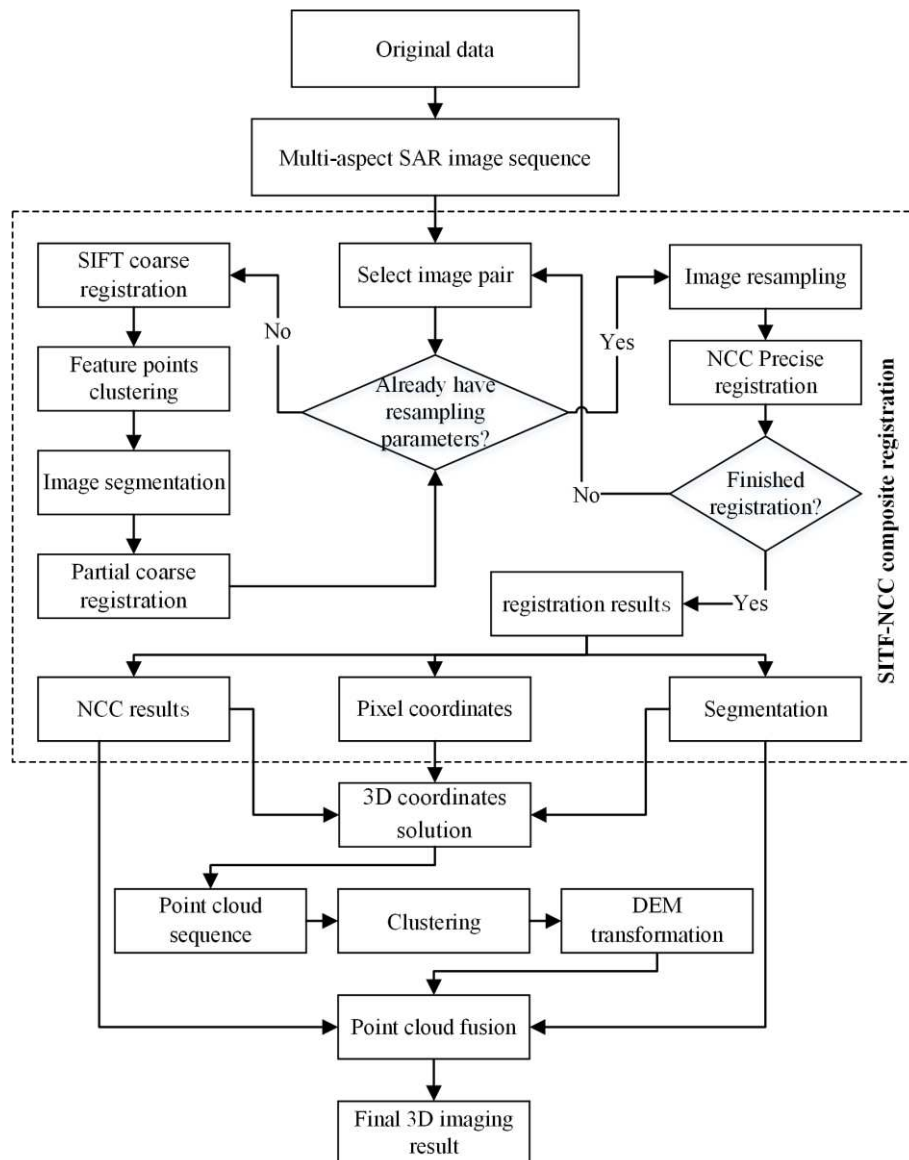 Original data
Multi-aspect SAR image sequence
SIFT coarse
registration
Select image pair
Image resampling
No
Yes
Feature points
clustering
Already have
resampling
parameters?
NCC Precise
registration
Image segmentation
No
Finished
registration?
Partial coarse
registration
registration results
Yes
SITF-NCC composite registration
NCC results
Pixel coordinates
Segmentation
3D coordinates
solution
Point cloud
sequence
Clustering
DEM
transformation
Point cloud fusion
Final 3D imaging
result